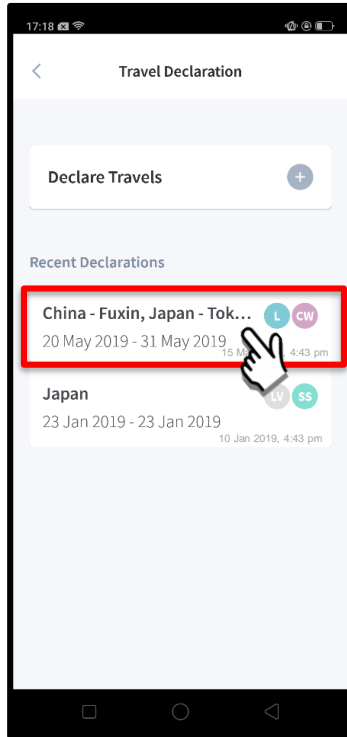 17:18
Travel Declaration
Declare Travels
Recent Declarations
China - Fuxin, Japan - Tok... L CW
20 May 2019 - 31 May 2019
15 4:43 pm
Japan LV SS
23 Jan 2019 - 23 Jan 2019
10 Jan 2019, 4:43 pm